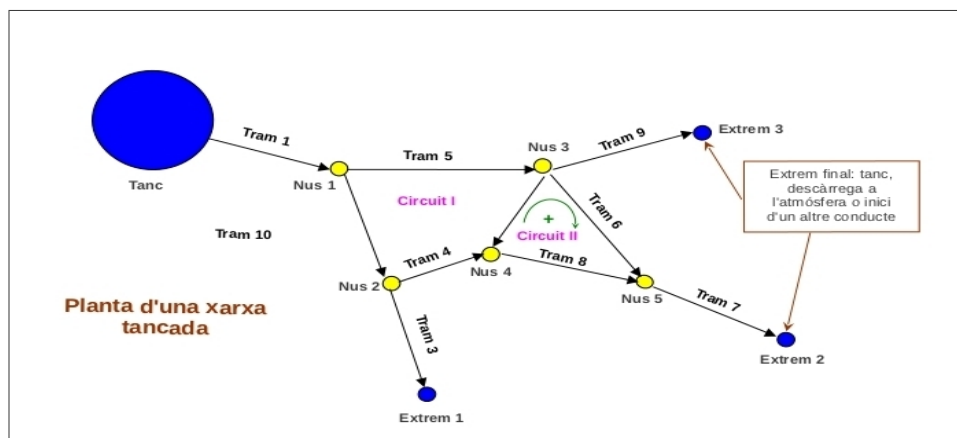 Tanc
Tram 1
Nus 1
Tram 5
Nus 3
Tram 9
Extrem 3
Extrem final: tanc,
descàrrega a
l'atmósfera o inici
d'un altre conducte
Circuit I
+
Circuit II
Tram 6
Tram 10
Nus 2
Tram 4
Nus 4
Tram 8
Nus 5
Tram 7
Extrem 2
Tram 3
Extrem 1
Planta d'una xarxa
tancada